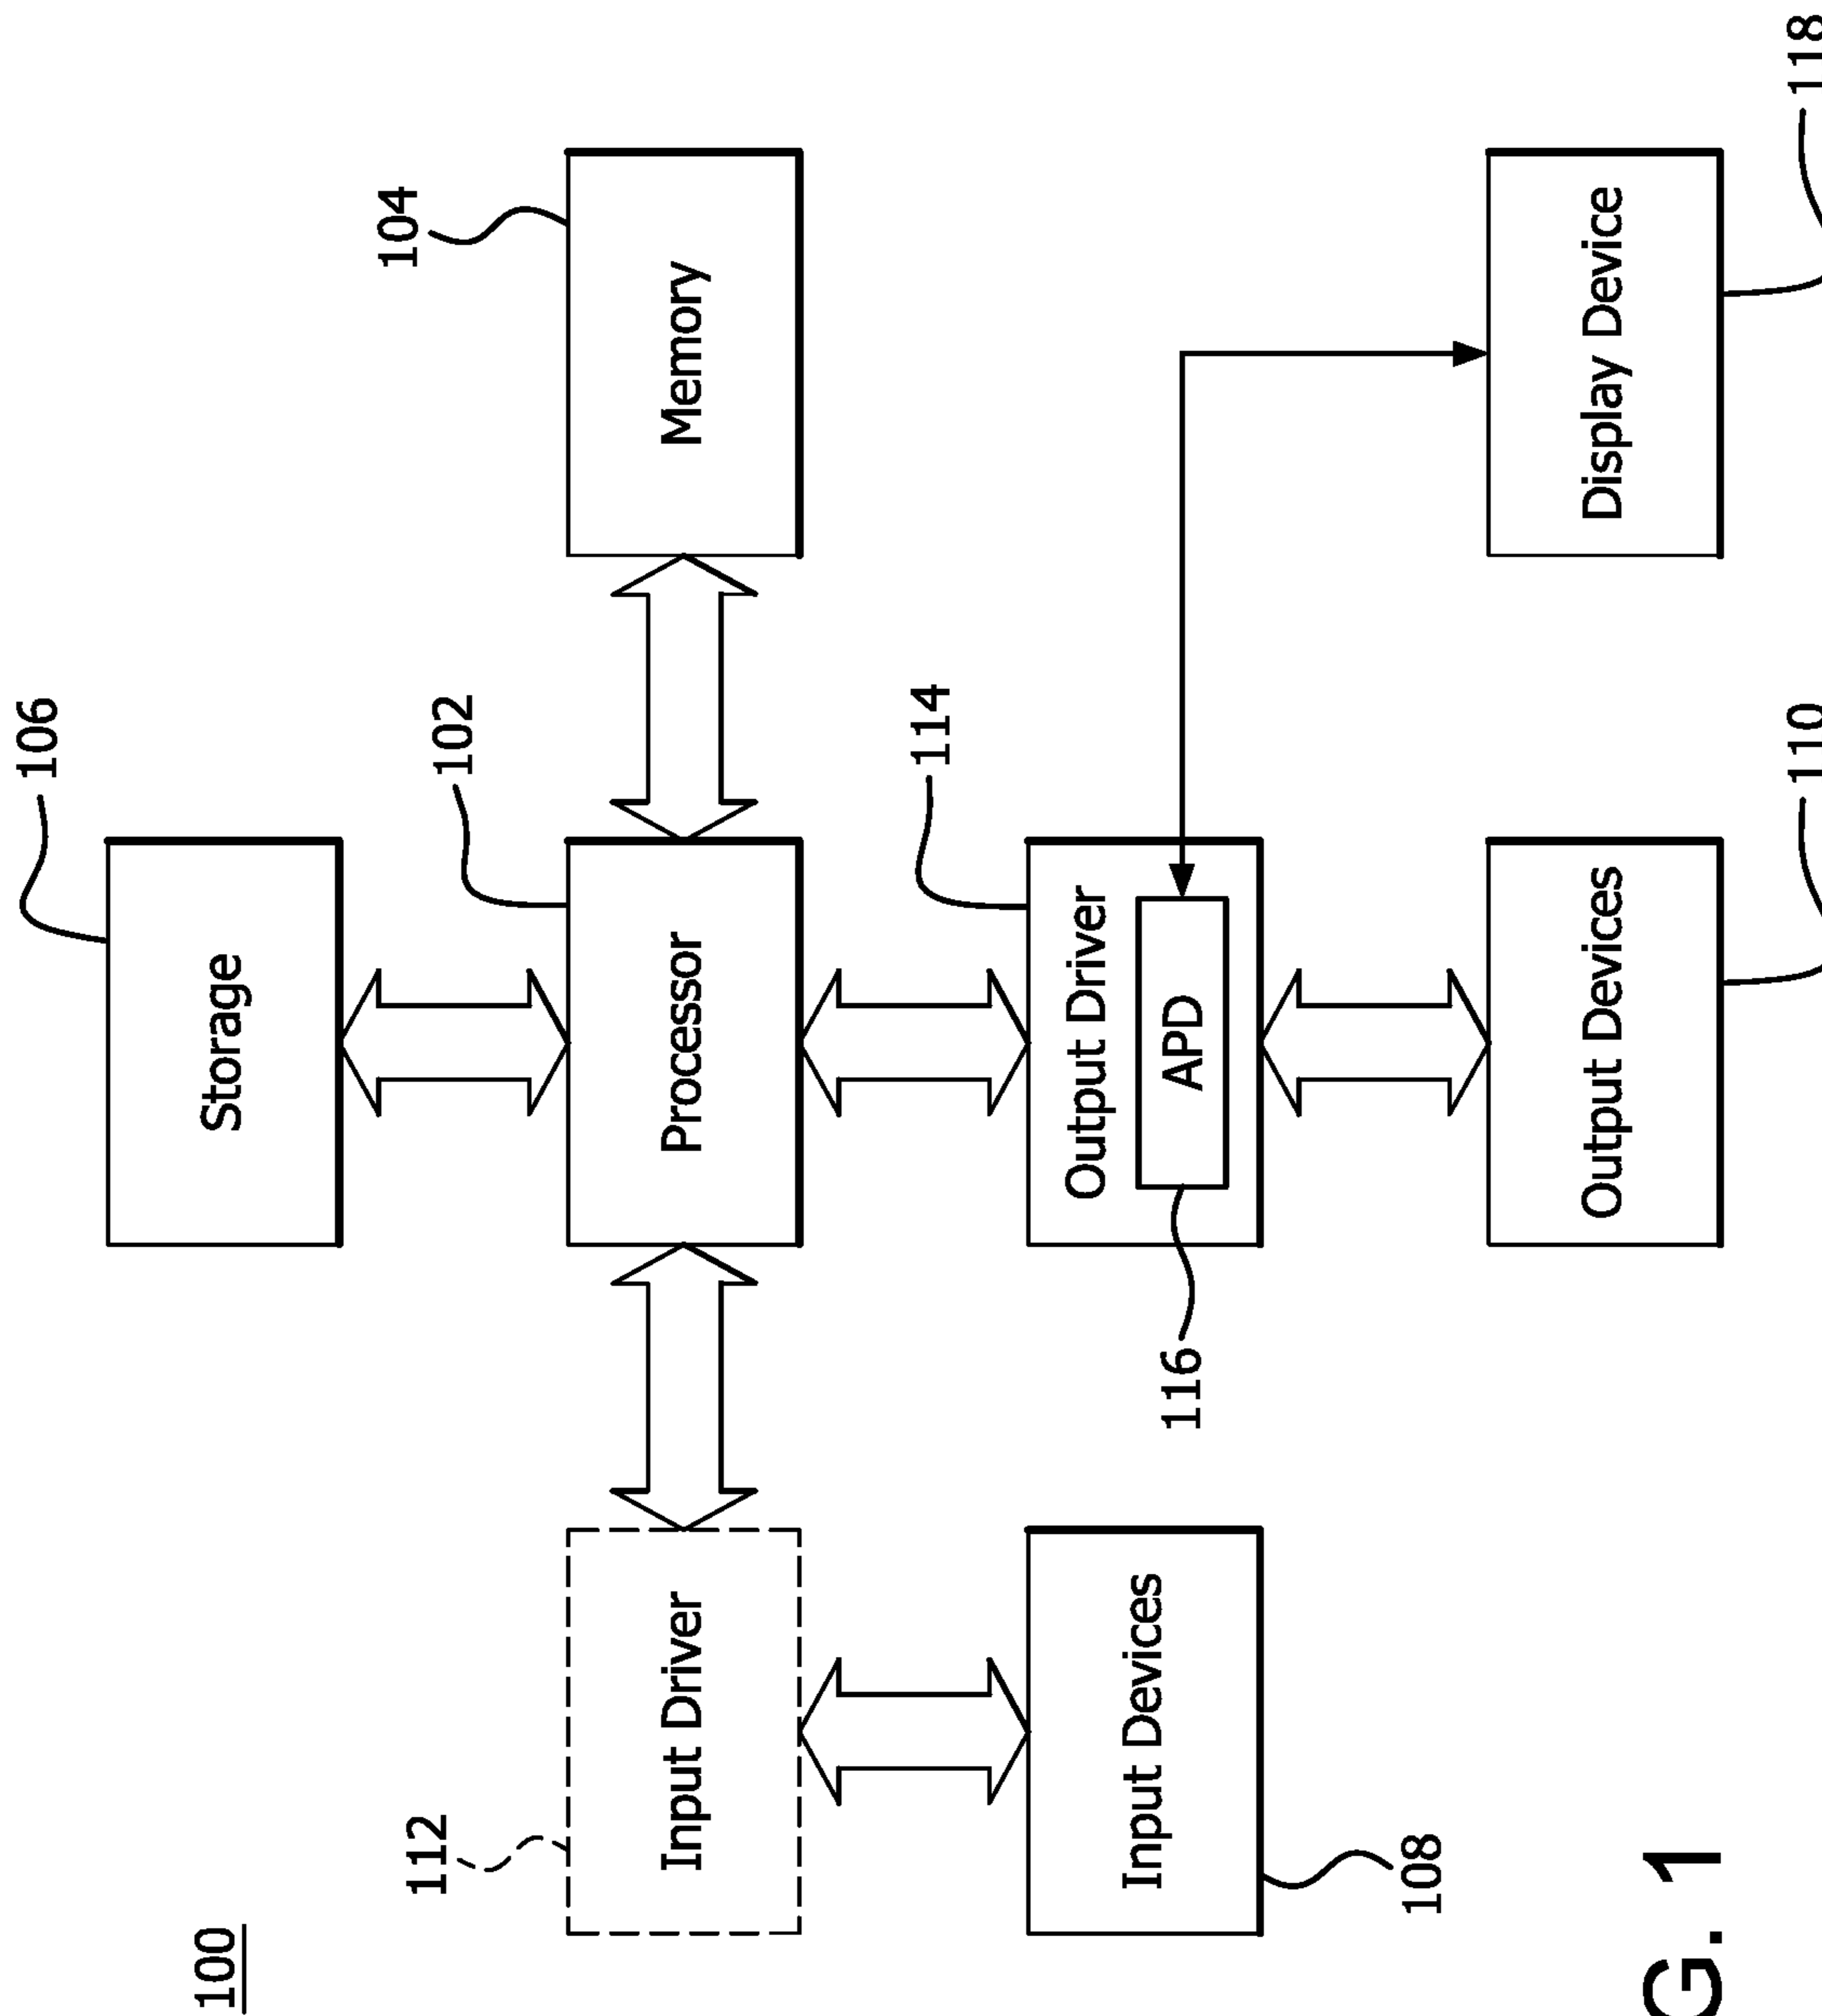 100
106
Storage
102
104
112
Input Driver
Processor
Memory
114
Input Devices
Output Driver
APD
108
116
Output Devices
Display Device
110
118
G. 1